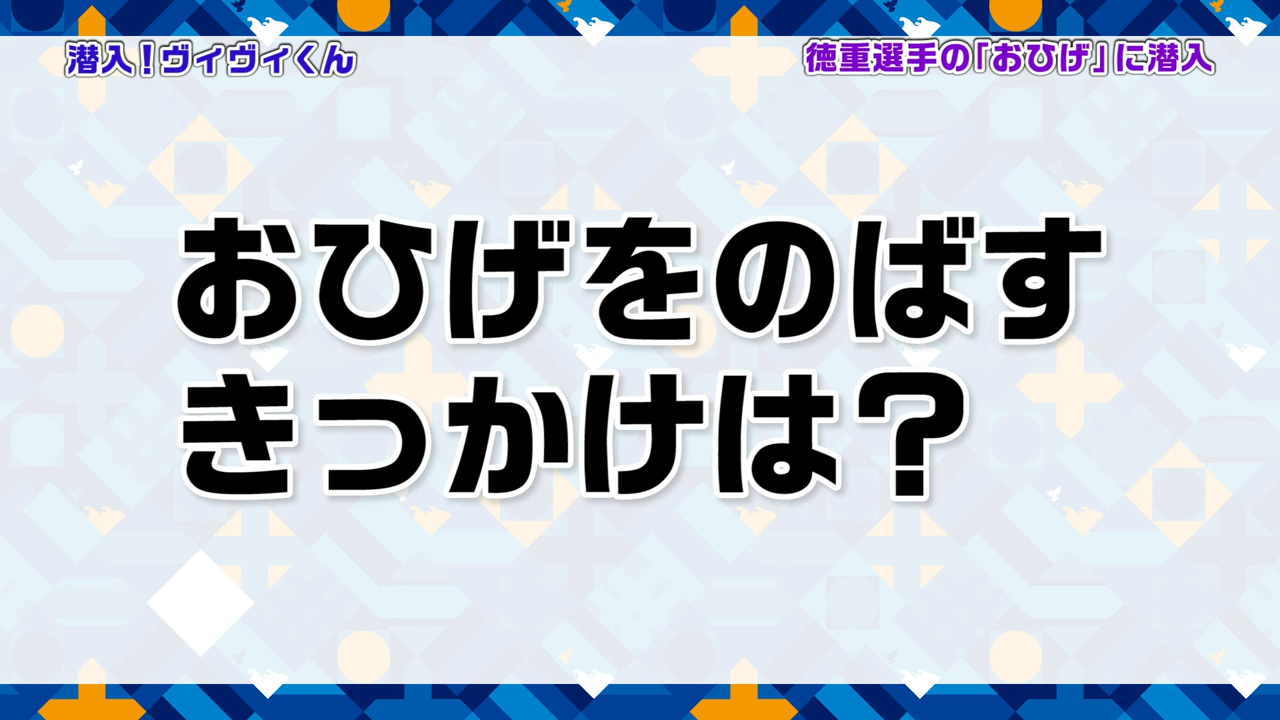 潜入！ヴィヴィくん
徳重選手の「おひげ」に潜入
おひげをのばす
きっかけは？